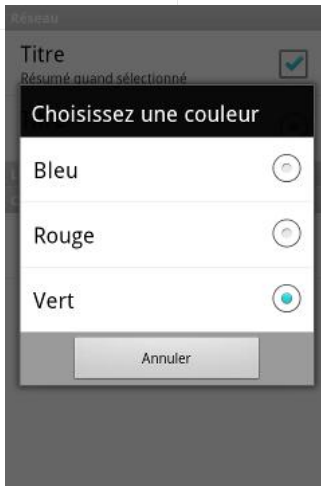 Réseau
Titre
Résumé quand sélectionné
Choisissez une couleur
Bleu
Rouge
Vert
Annuler